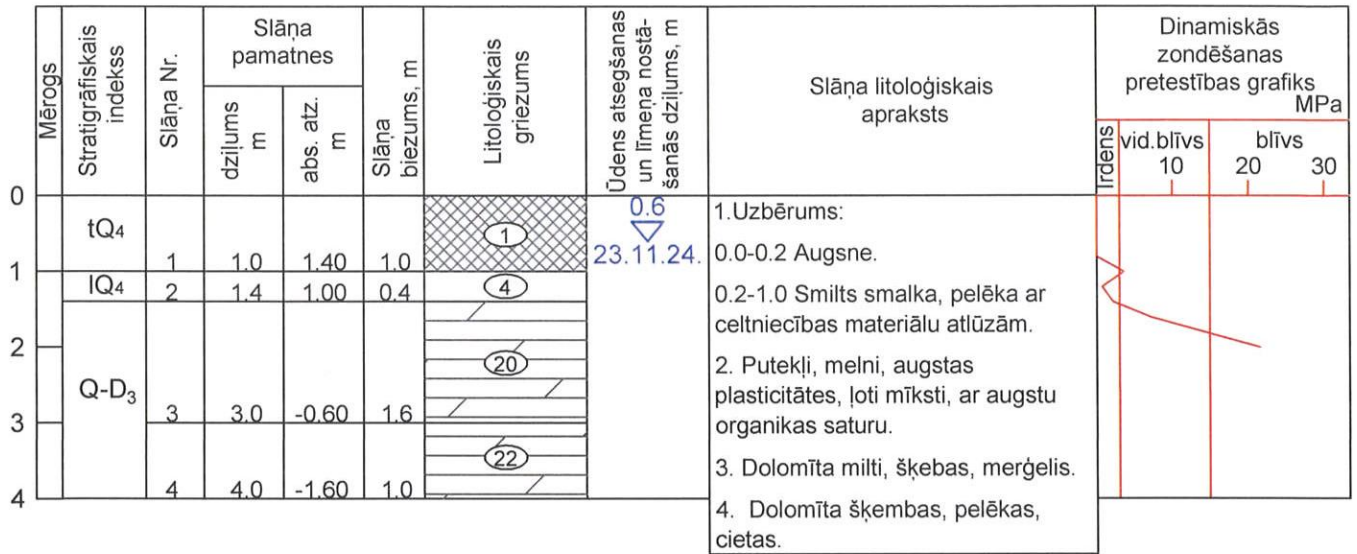 Mērogs
Stratigrāfiskais
indekss
Slāņa Nr.
Slāņa
pamatnes
dziļums
m
abs. atz.
m
Slāņa
biezums, m
Litoloģiskais
griezums
Ūdens atsegšanas
un līmeņa nostā-
šanās dziļums, m
Slāņa litoloģiskais
apraksts
Dinamiskās
zondēšanas
pretestības grafiks
MPa
Irdens
vid.blīvs
blīvs
10 20 30
0
tQ4
1 1.0 1.40 1.0
1
0.6
23.11.24.
1
lQ4
2 1.4 1.00 0.4
4
2
Q-D3
3 3.0 -0.60 1.6
20
3
4 4.0 -1.60 1.0
22
4
1.Uzbērums:
0.0-0.2 Augsne.
0.2-1.0 Smilts smalka, pelēka ar
celtniecības materiālu atlūzām.
2. Putekļi, melni, augstas
plasticitātes, ļoti mīksti, ar augstu
organikas saturu.
3. Dolomīta milti, šķebas, merģelis.
4. Dolomīta šķembas, pelēkas,
cietas.